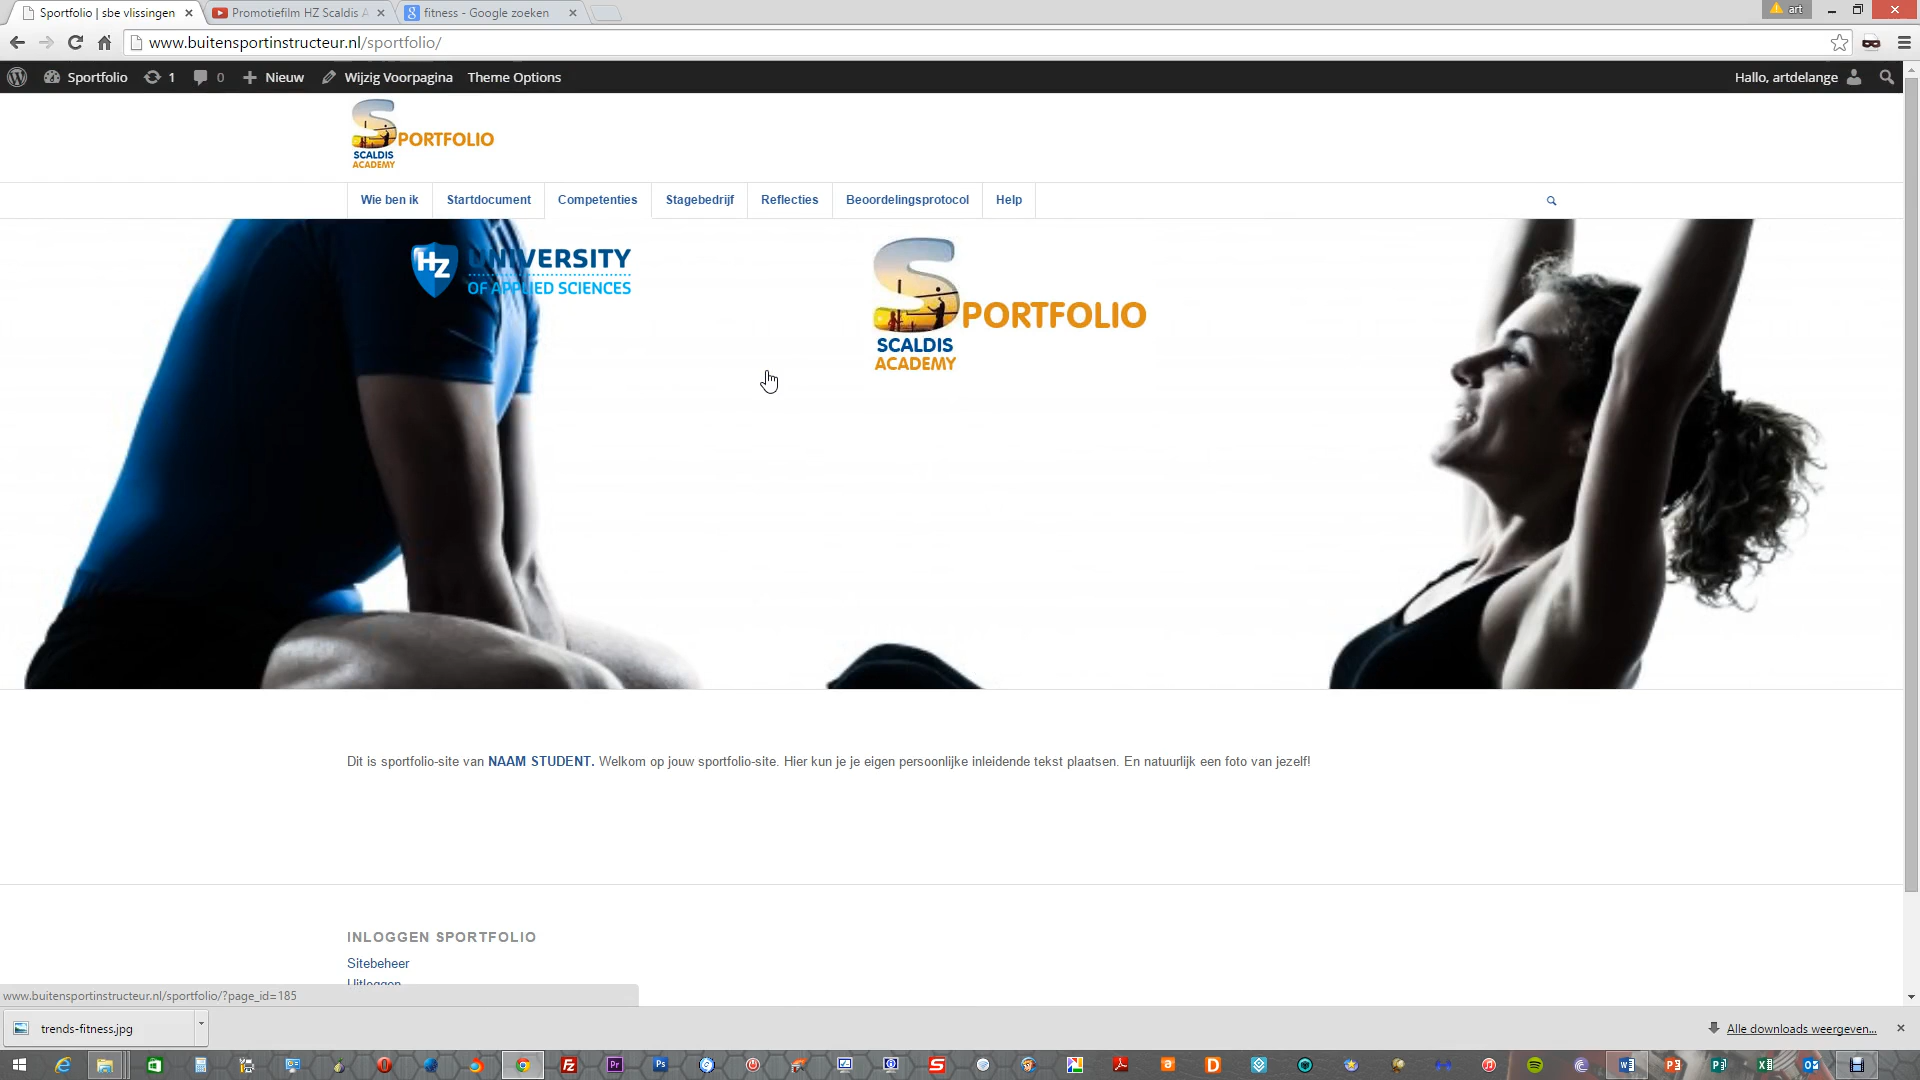 Sportfolio | sbe vlissingen
Promotiefilm HZ Scaldis A
fitness - Google zoeken
art
www.buitensportinstructeur.nl/sportfolio/
Sportfolio 1 0 Nieuw Wijzig Voorpagina Theme Options
Hallo, artdelange
SPORTFOLIO
SCALDIS
ACADEMY
Wie ben ik Startdocument Competenties Stagebedrijf Reflecties Beoordelingsprotocol Help
HZ UNIVERSITY
OF APPLIED SCIENCES
SPORTFOLIO
SCALDIS
ACADEMY
Dit is sportfolio-site van NAAM STUDENT. Welkom op jouw sportfolio-site. Hier kun je je eigen persoonlijke inleidende tekst plaatsen. En natuurlijk een foto van jezelf!
INLOGGEN SPORTFOLIO
Sitebeheer
Uitloggen
www.buitensportinstructeur.nl/sportfolio/?page_id=185
trends-fitness.jpg
Alle downloads weergeven...